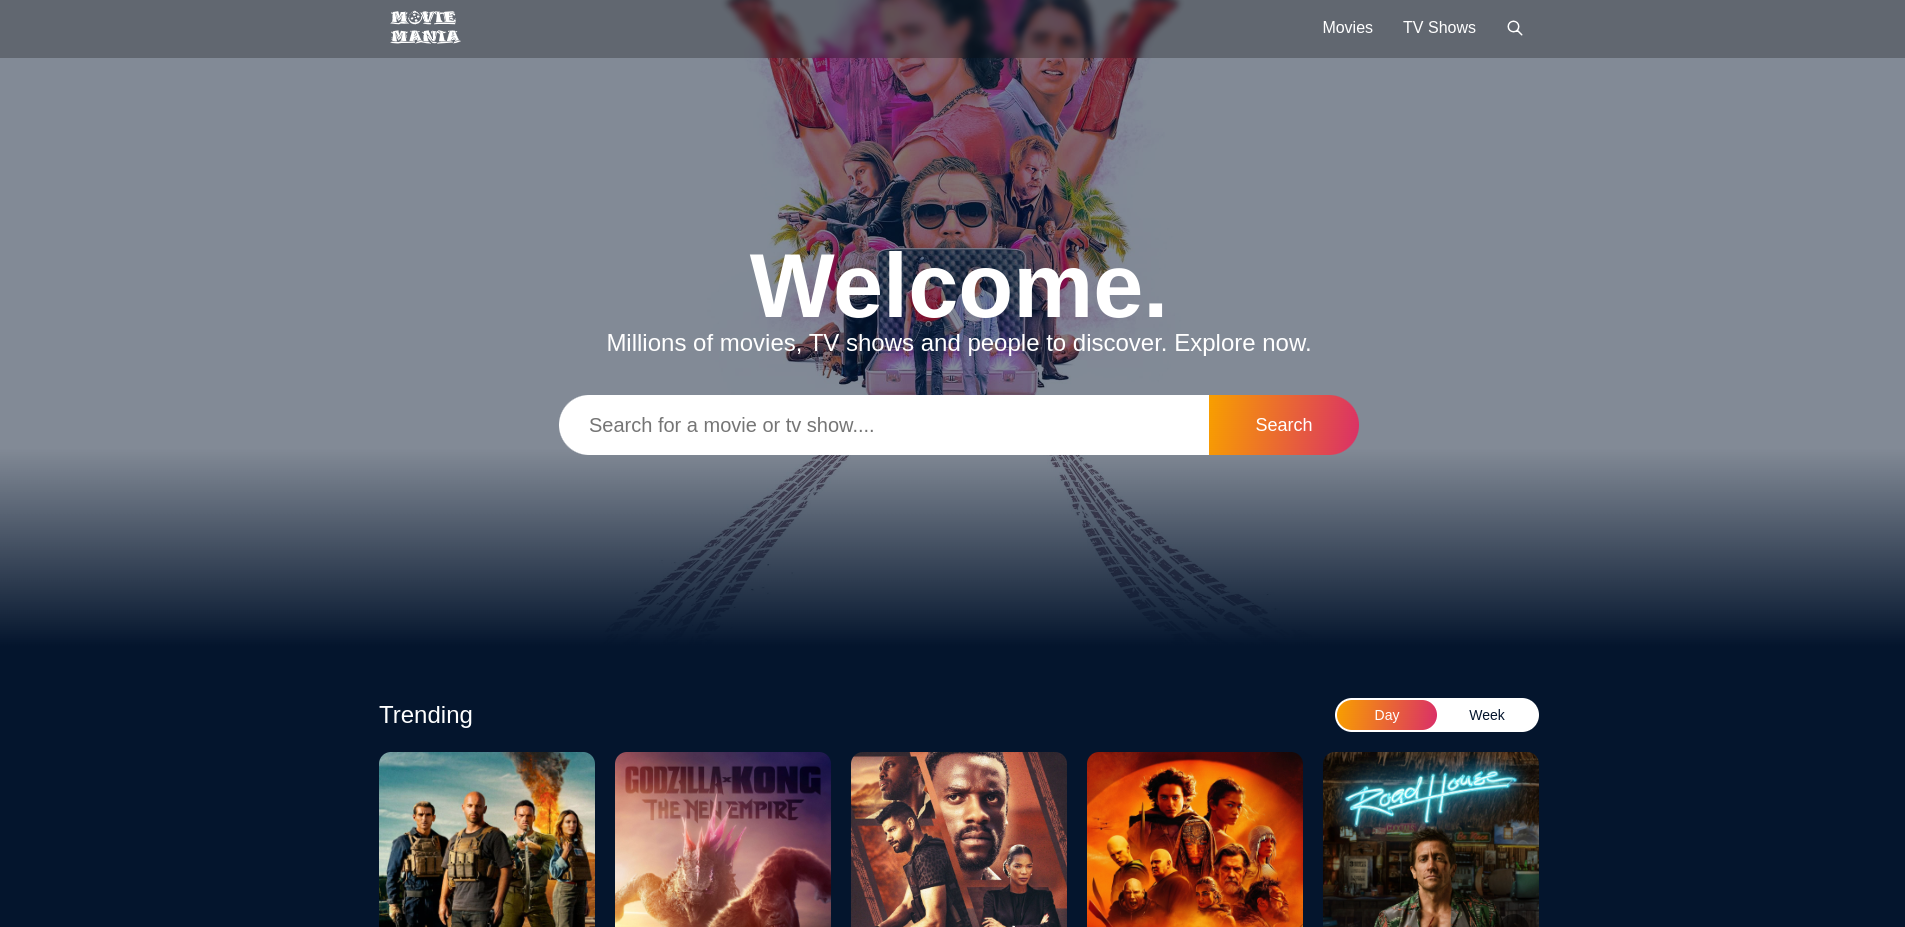 MOVIE
MANIA
Movies
TV Shows
Welcome.
Millions of movies, TV shows and people to discover. Explore now.
Search for a movie or tv show....
Search
Trending
Day
Week
GODZILLA x KONG
THE NEW EMPIRE
Road House